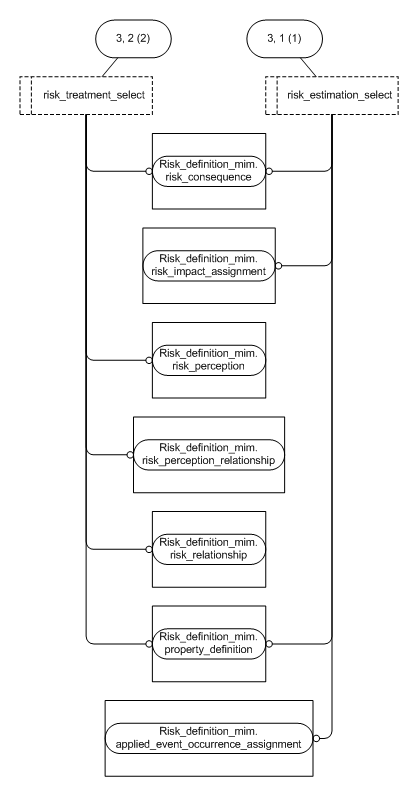 3, 2 (2)
3, 1 (1)
risk_treatment_select
risk_estimation_select
Risk_definition_mim.
risk_consequence
Risk_definition_mim.
risk_impact_assignment
Risk_definition_mim.
risk_perception
Risk_definition_mim.
risk_perception_relationship
Risk_definition_mim.
risk_relationship
Risk_definition_mim.
property_definition
Risk_definition_mim.
applied_event_occurrence_assignment